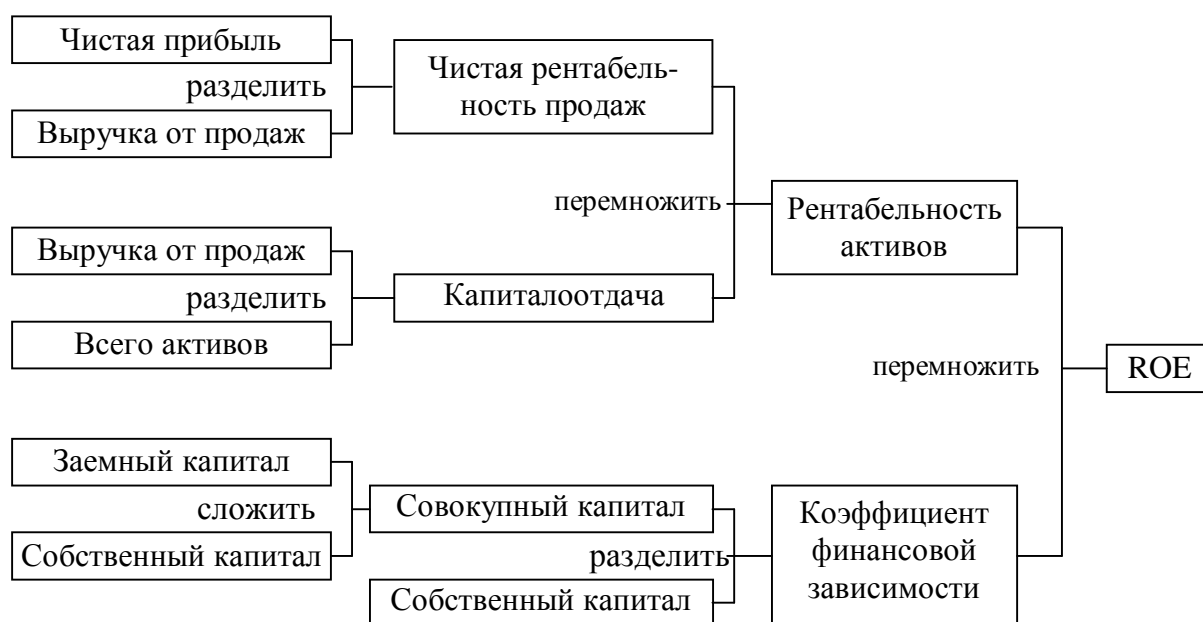 Чистая прибыль
разделить
Выручка от продаж
Чистая рентабель-
ность продаж
перемножить
Выручка от продаж
разделить
Всего активов
Капиталоотдача
Рентабельность
активов
перемножить
ROE
Заемный капитал
сложить
Собственный капитал
Совокупный капитал
разделить
Собственный капитал
Коэффициент
финансовой
зависимости